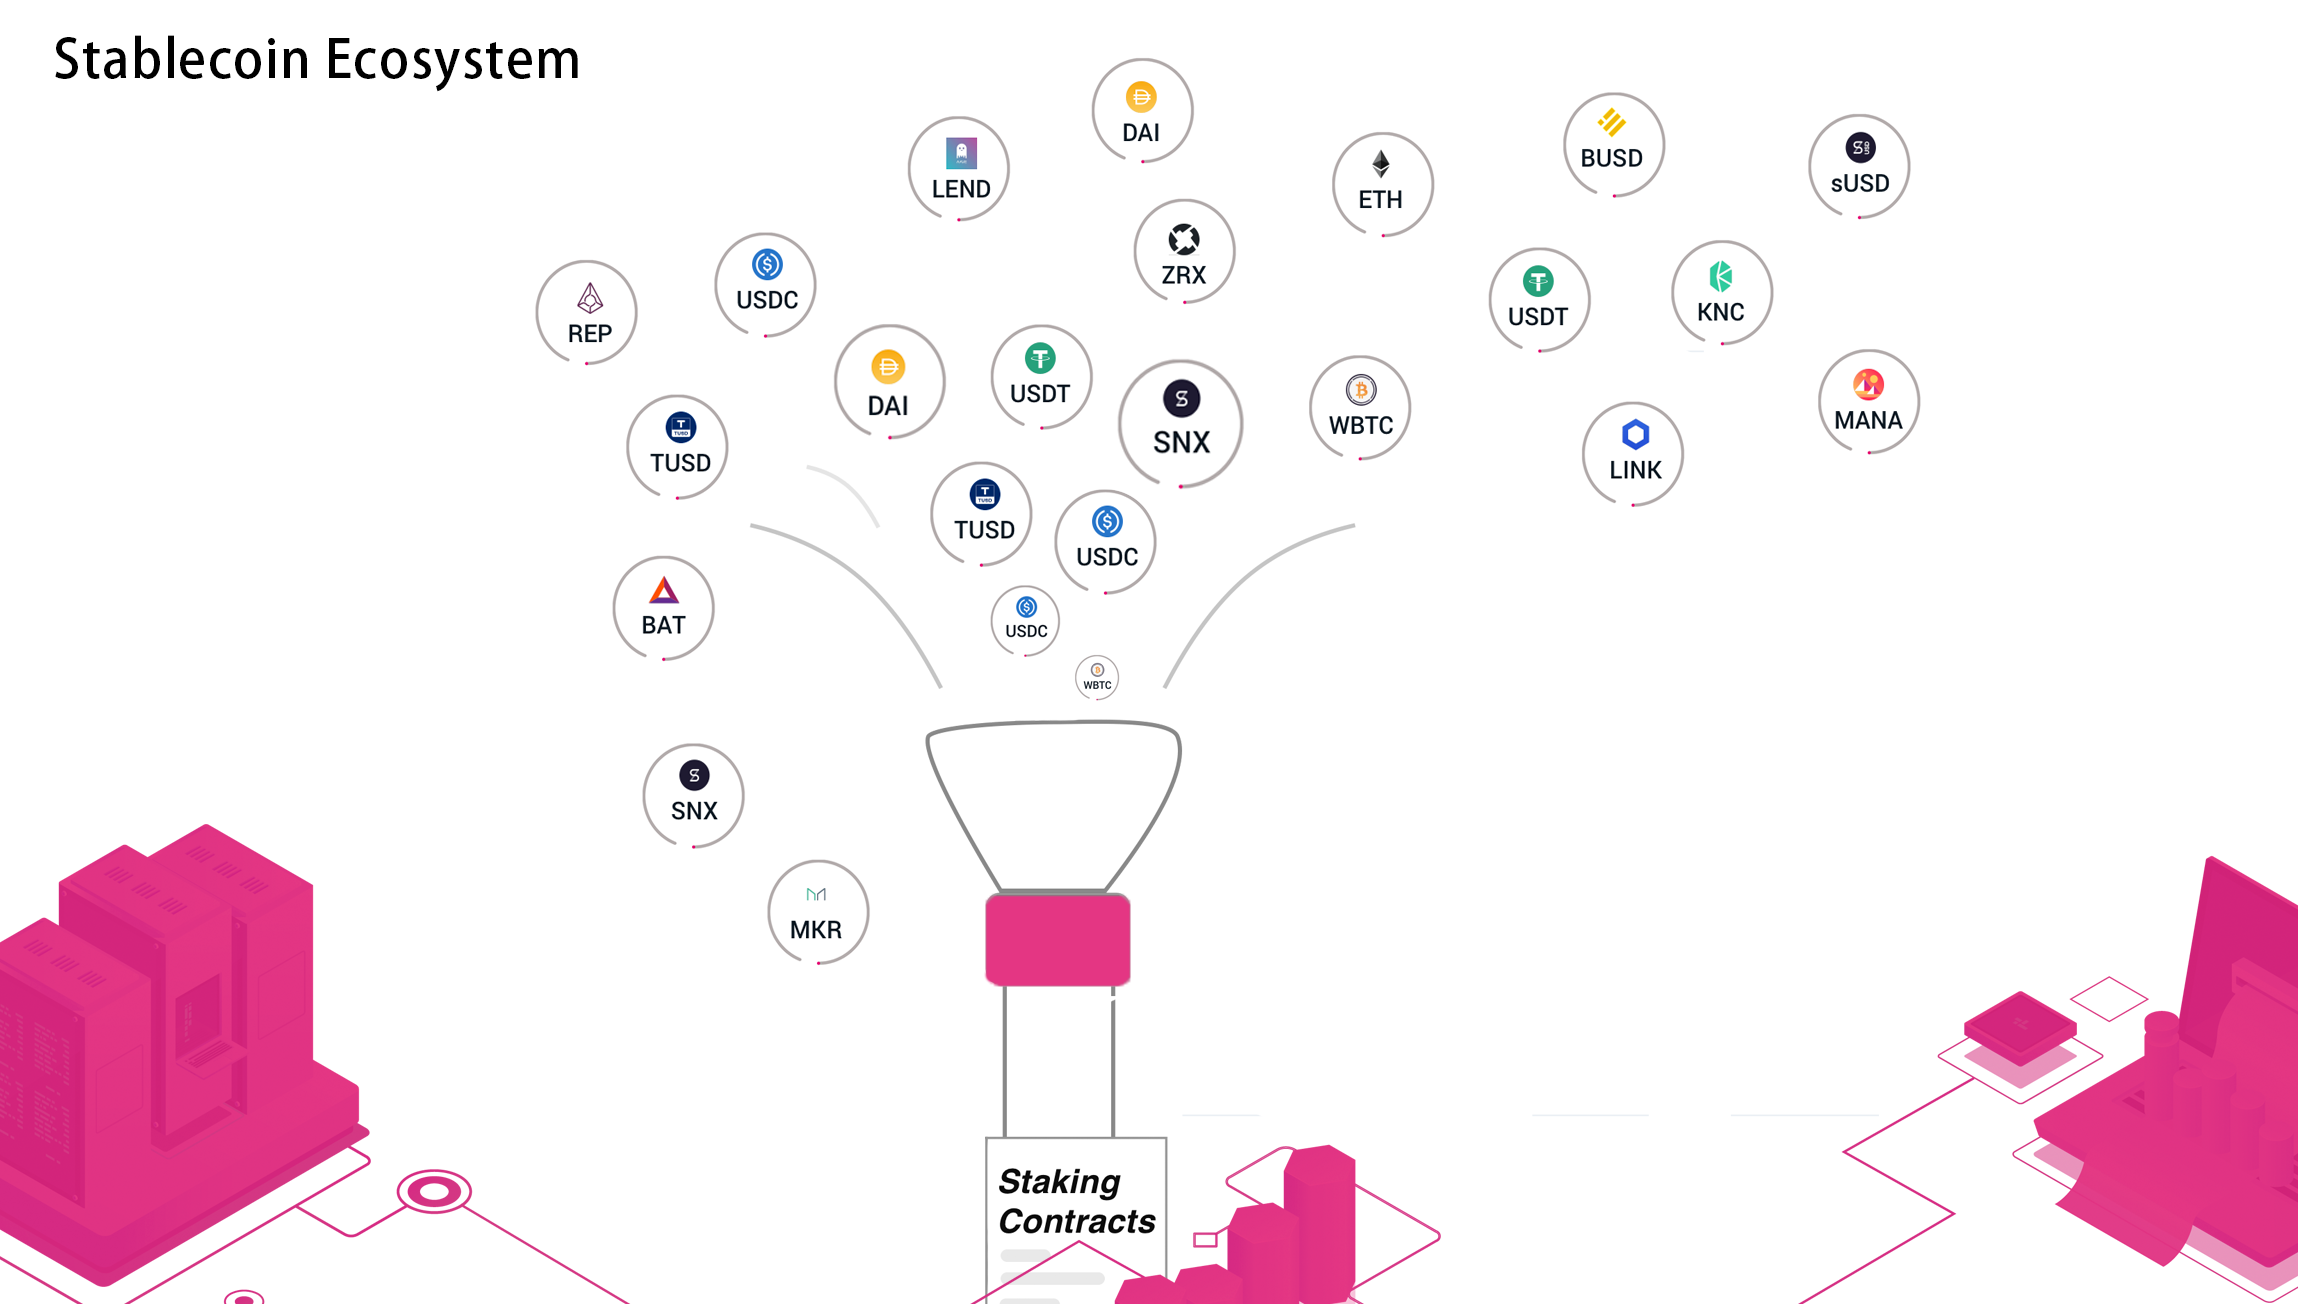 Stablecoin Ecosystem
DAI
LEND
BUSD
sUSD
ETH
ZRX
USDC
REP
USDT
KNC
DAI
USDT
SNX
WBTC
MANA
TUSD
LINK
TUSD
USDC
BAT
USDC
WBTC
SNX
MKR
Staking
Contracts